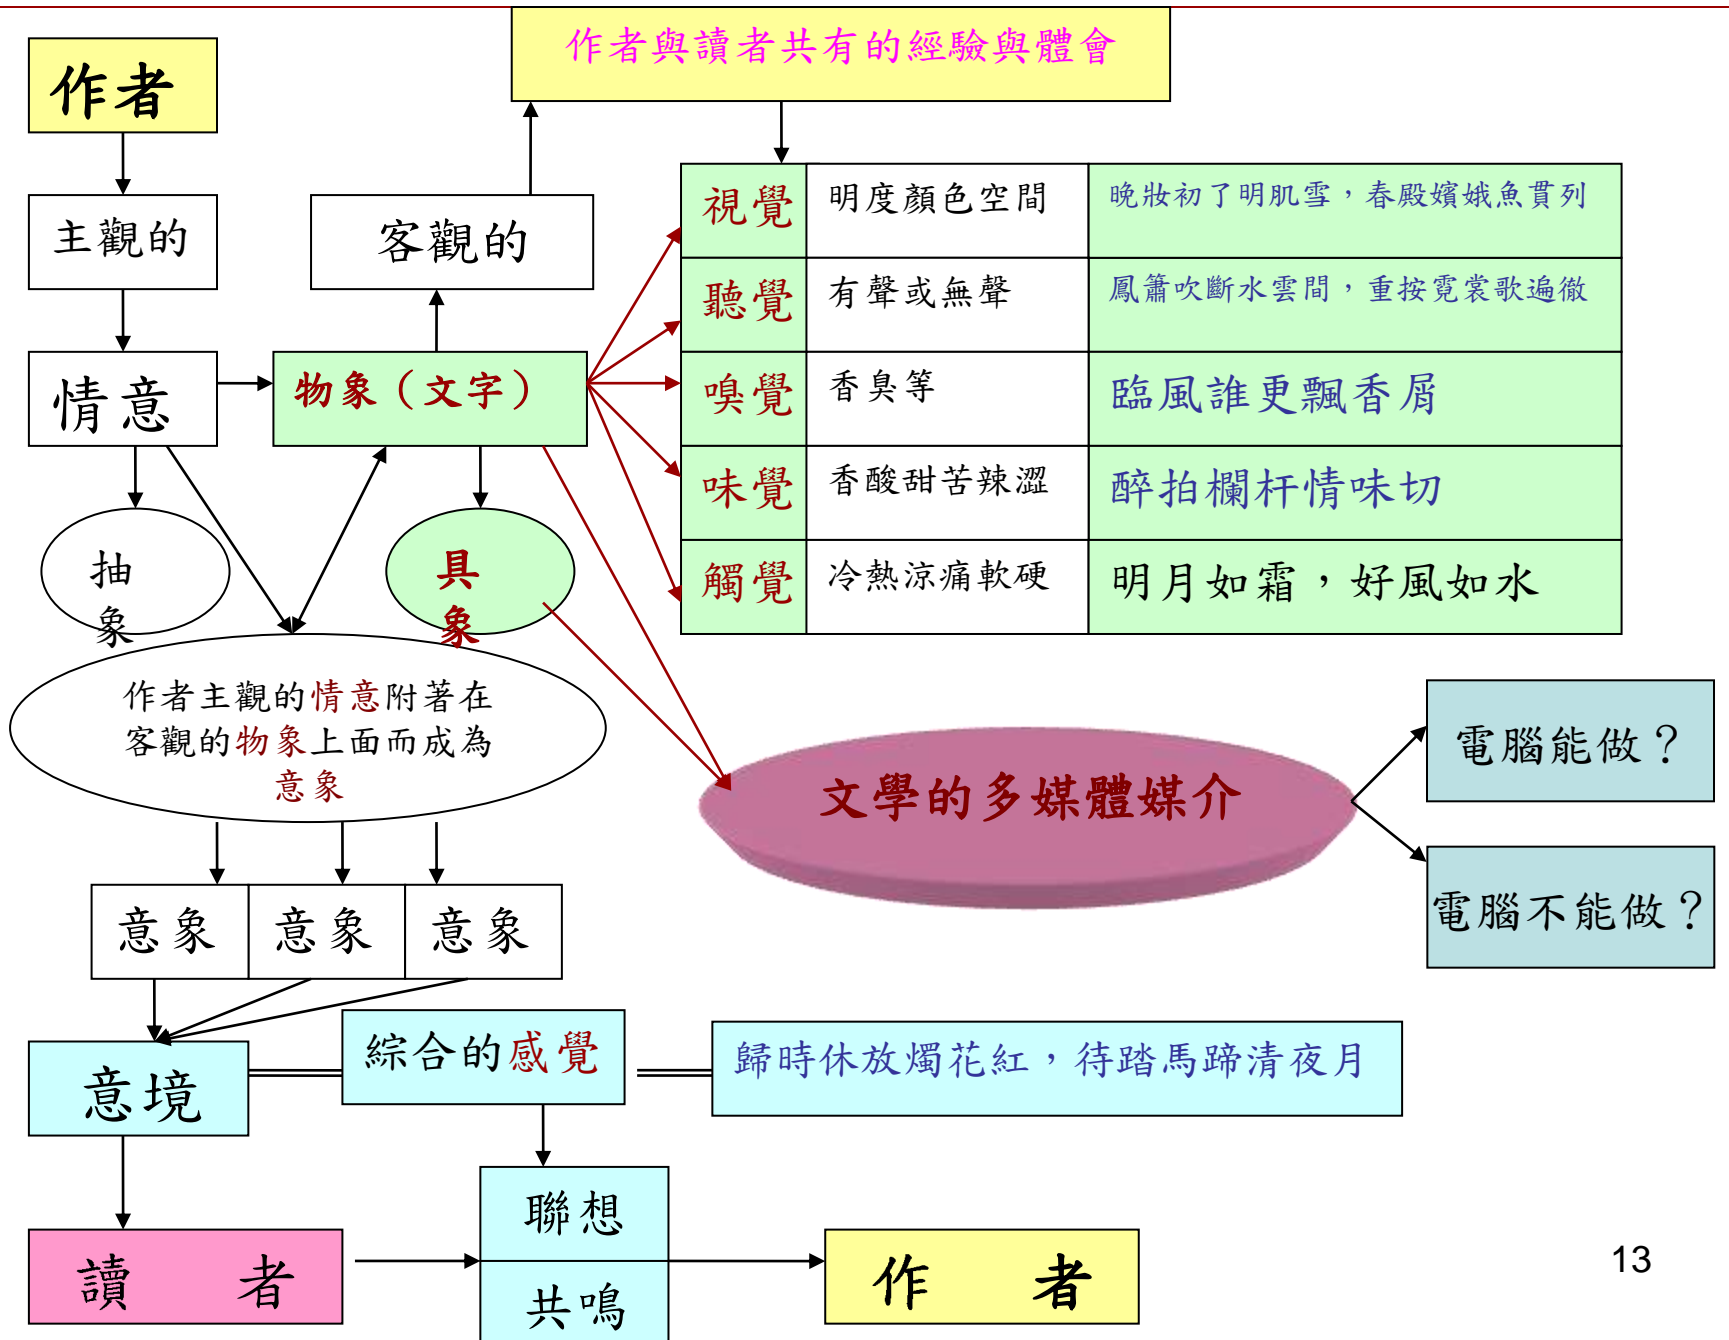 作者與讀者共有的經驗與體會
作者
主觀的
客觀的
情意
物象（文字）
抽
象
具
象
視覺 明度顏色空間 晚妝初了明肌雪，春殿嬪娥魚貫列
聽覺 有聲或無聲 鳳簫吹斷水雲間，重按霓裳歌遍徹
嗅覺 香臭等 臨風誰更飄香屑
味覺 香酸甜苦辣澀 醉拍欄杆情味切
觸覺 冷熱涼痛軟硬 明月如霜，好風如水
作者主觀的情意附著在
客觀的物象上面而成為
意象
文學的多媒體媒介
電腦能做？
電腦不能做？
意象 意象 意象
意境
綜合的感覺
歸時休放燭花紅，待踏馬蹄清夜月
讀 者
聯想
共鳴
作 者
13